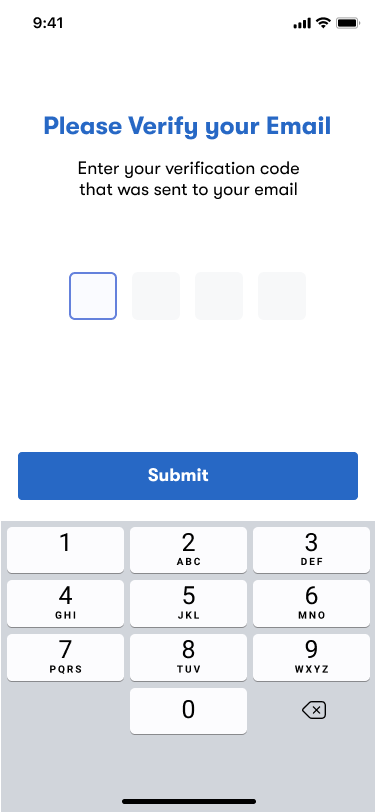 9:41
Please Verify your Email
Enter your verification code
that was sent to your email
Submit
1 2 3
ABC DEF
4 5 6
GHI JKL MNO
7 8 9
PQRS TUV WXYZ
0